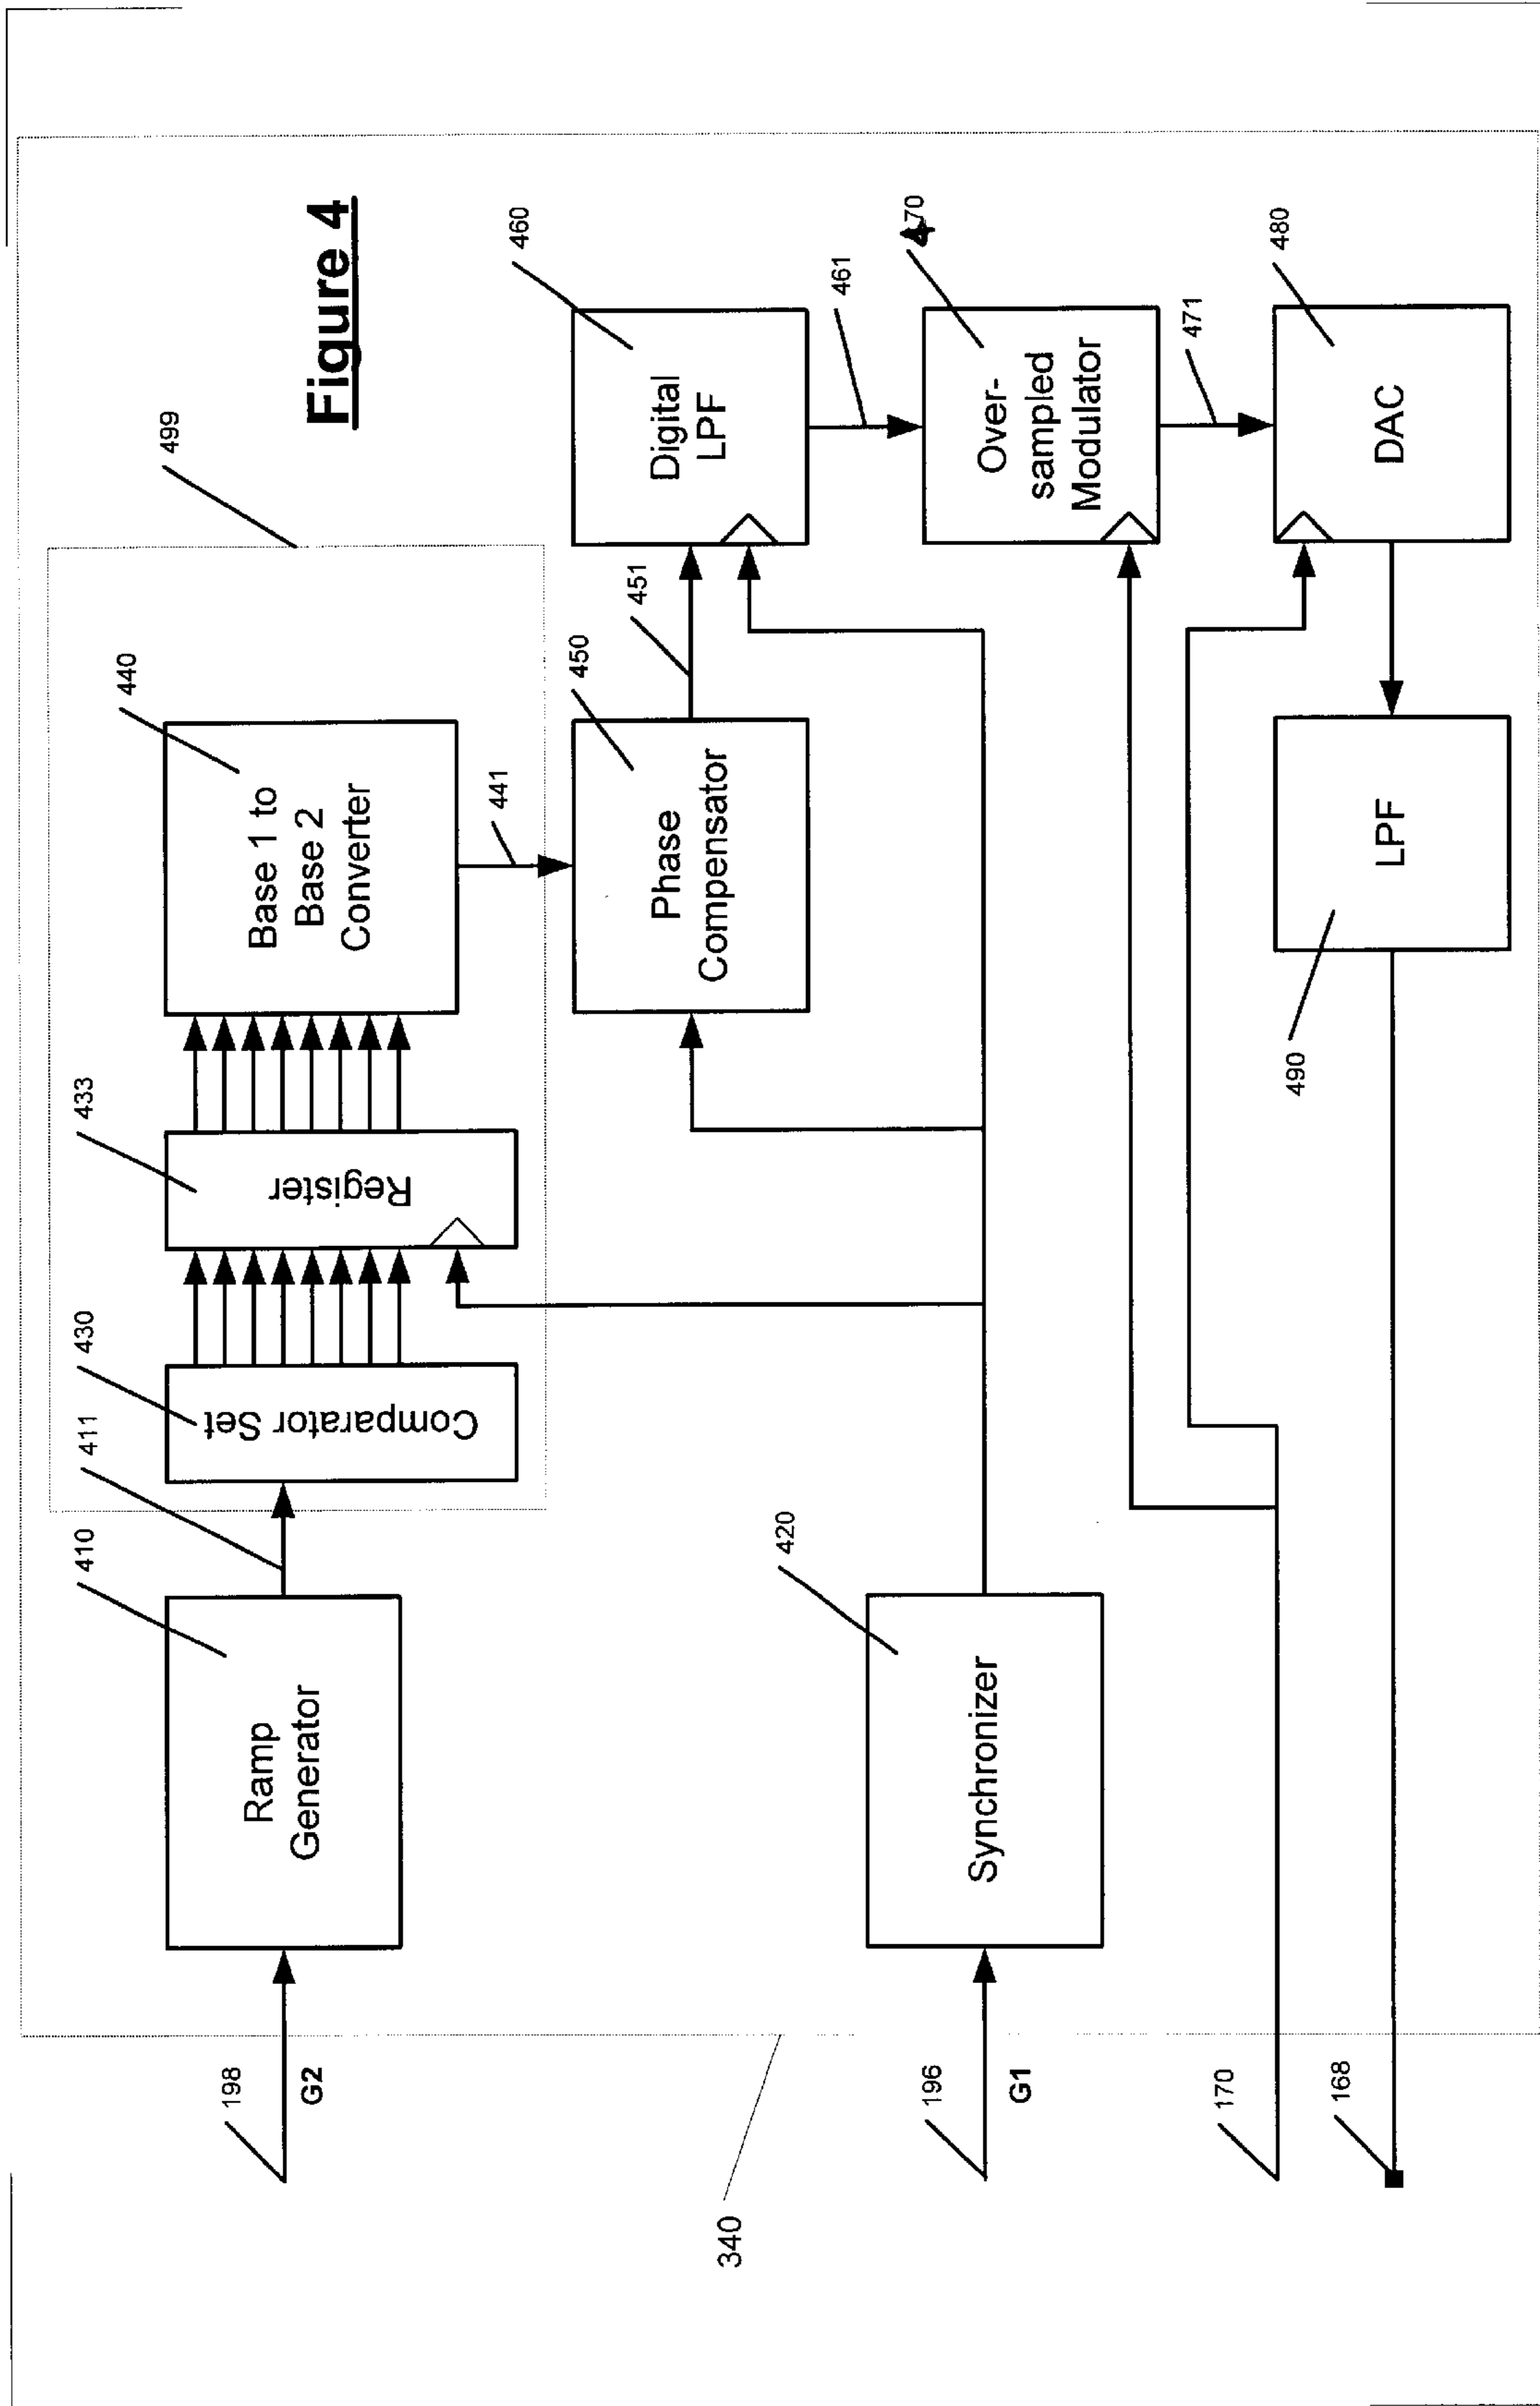 Figure 4
499
440
433
430
411
410
Ramp
Generator
Comparator Set
Register
Base 1 to
Base 2
Converter
198
G2
441
450
451
460
Phase
Compensator
Digital
LPF
461
340
420
Synchronizer
196
G1
470
Over-
sampled
Modulator
471
170
480
DAC
LPF
490
168